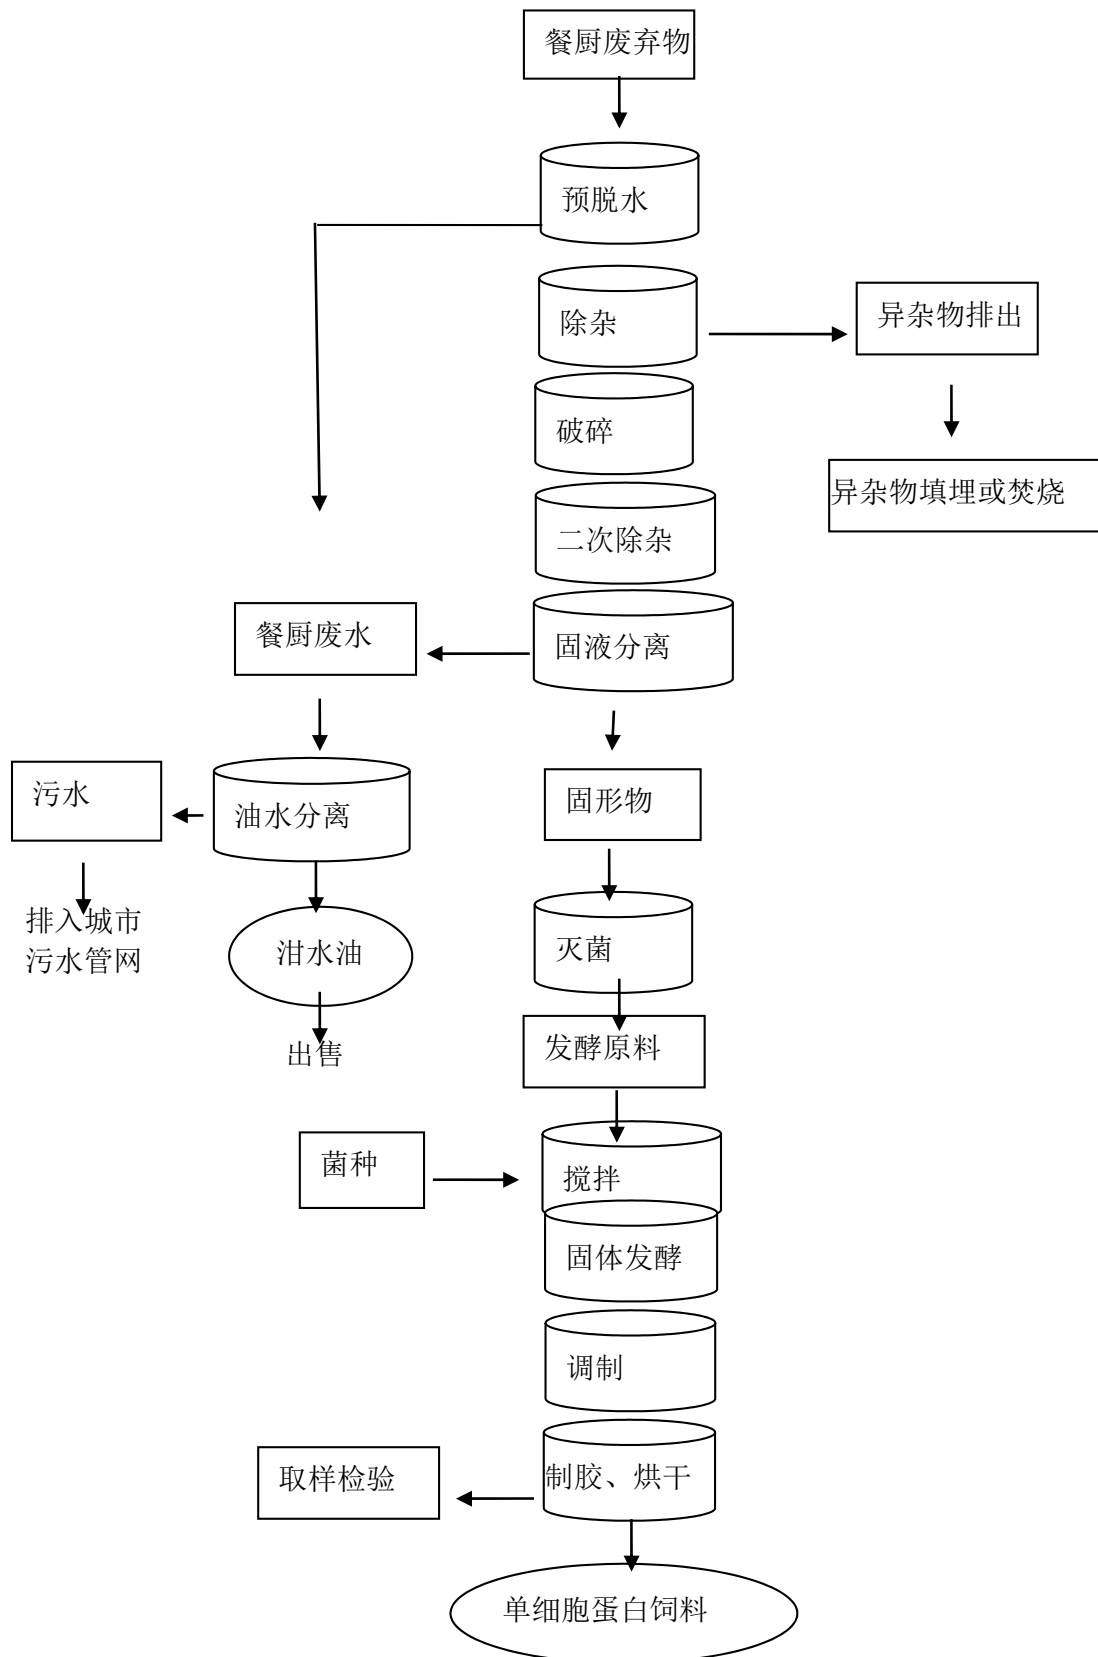 餐厨废弃物
预脱水
除杂
异杂物排出
破碎
异杂物填埋或焚烧
二次除杂
餐厨废水
固液分离
污水
油水分离
固形物
排入城市
污水管网
泔水油
灭菌
出售
发酵原料
菌种
搅拌
固体发酵
调制
取样检验
制胶、烘干
单细胞蛋白饲料